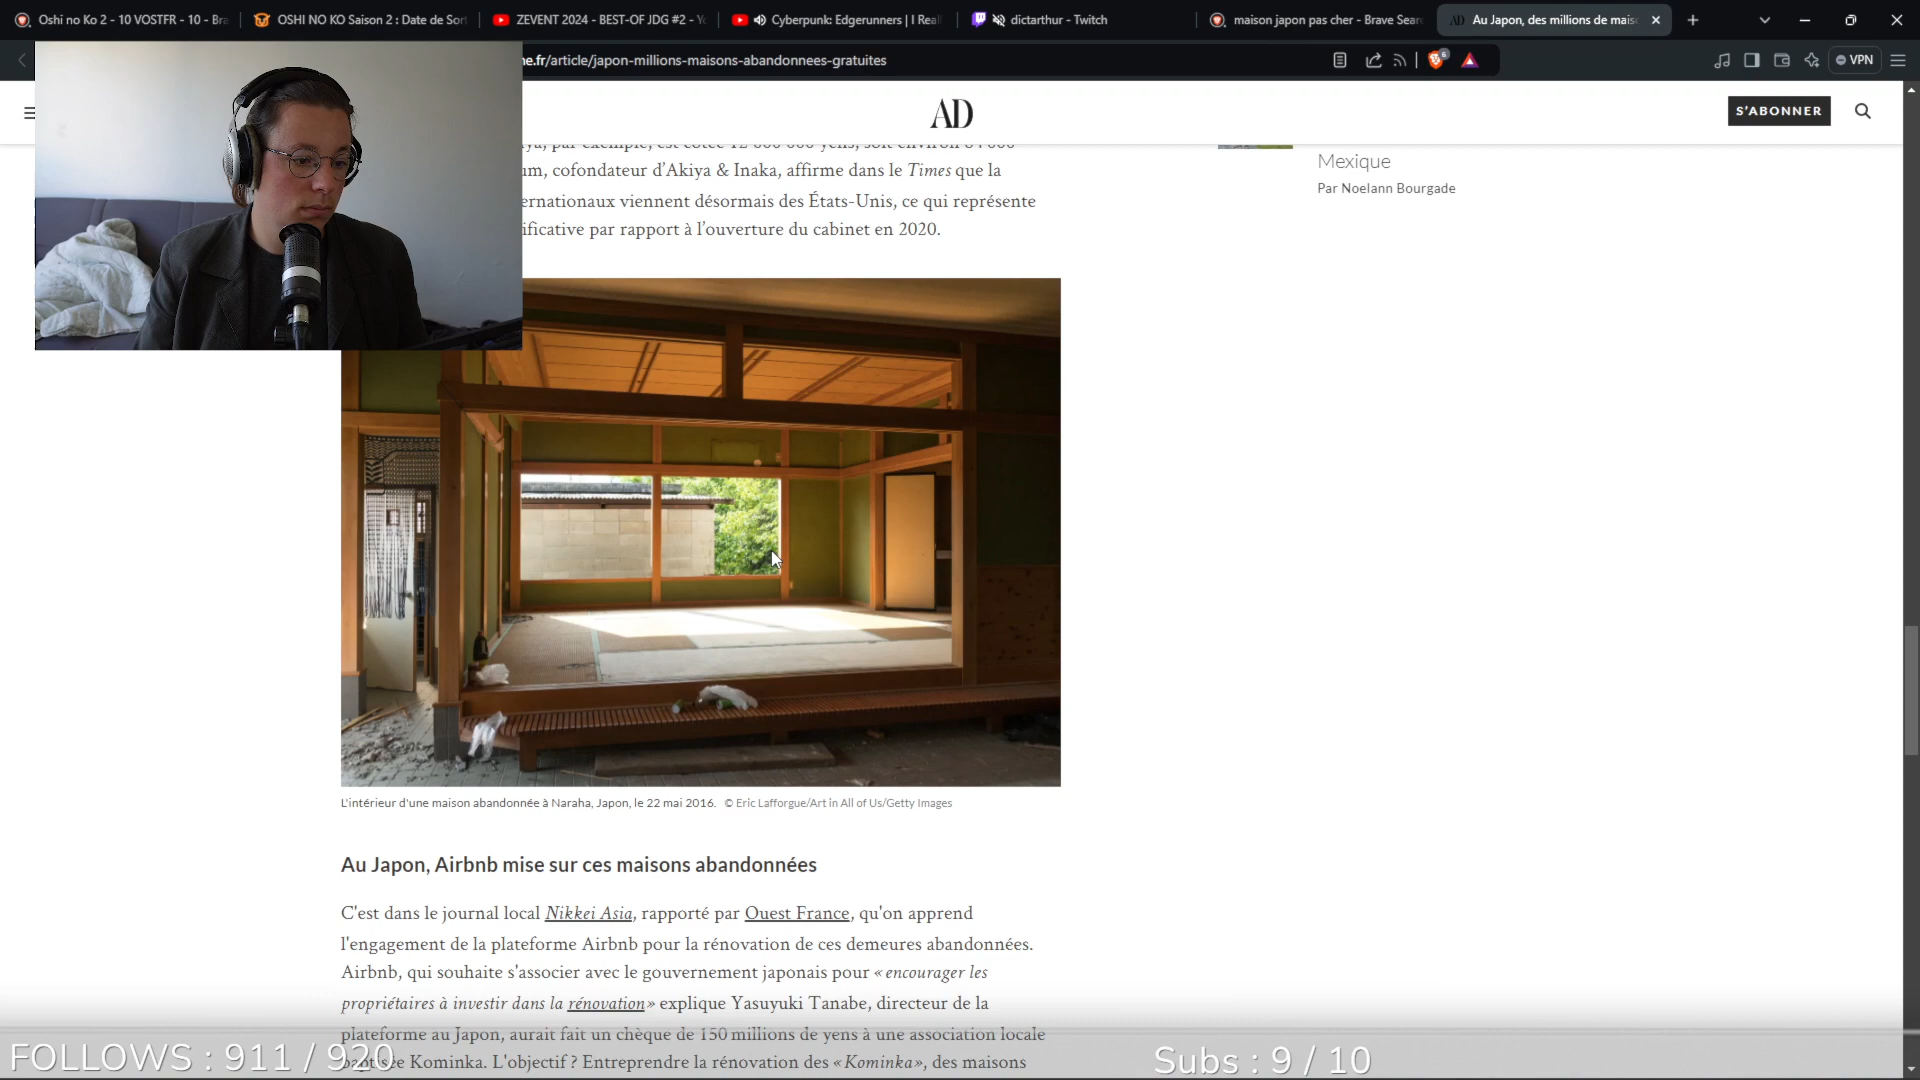 Oshi no Ko 2 - 10 VOSTFR - 10 - Bra
OSHI NO KO Saison 2 : Date de Sort
ZEVENT 2024 - BEST-OF JDG #2 - Yo
Cyberpunk: Edgerunners | I Real
dictarthur - Twitch
maison japon pas cher - Brave Sear
Au Japon, des millions de mais
e.fr/article/japon-millions-maisons-abandonnees-gratuites
6
VPN
AD
S'ABONNER
par exemple, est
um, cofondateur d'Akiya & Inaka, affirme dans le Times que la
ernationaux viennent désormais des États-Unis, ce qui représente
ificative par rapport à l'ouverture du cabinet en 2020.
Mexique
Par Noelann Bourgade
L'intérieur d'une maison abandonnée à Naraha, Japon, le 22 mai 2016. © Eric Lafforgue/Art in All of Us/Getty Images
Au Japon, Airbnb mise sur ces maisons abandonnées
C'est dans le journal local Nikkei Asia, rapporté par Ouest France, qu'on apprend
l'engagement de la plateforme Airbnb pour la rénovation de ces demeures abandonnées.
Airbnb, qui souhaite s'associer avec le gouvernement japonais pour « encourager les
propriétaires à investir dans la rénovation» explique Yasuyuki Tanabe, directeur de la
plateforme au Japon, aurait fait un chèque de 150 millions de yens à une association locale
baptisée Kominka. L'objectif ? Entreprendre la rénovation des «Kominka», des maisons
FOLLOWS : 911 / 920
Subs : 9 / 10